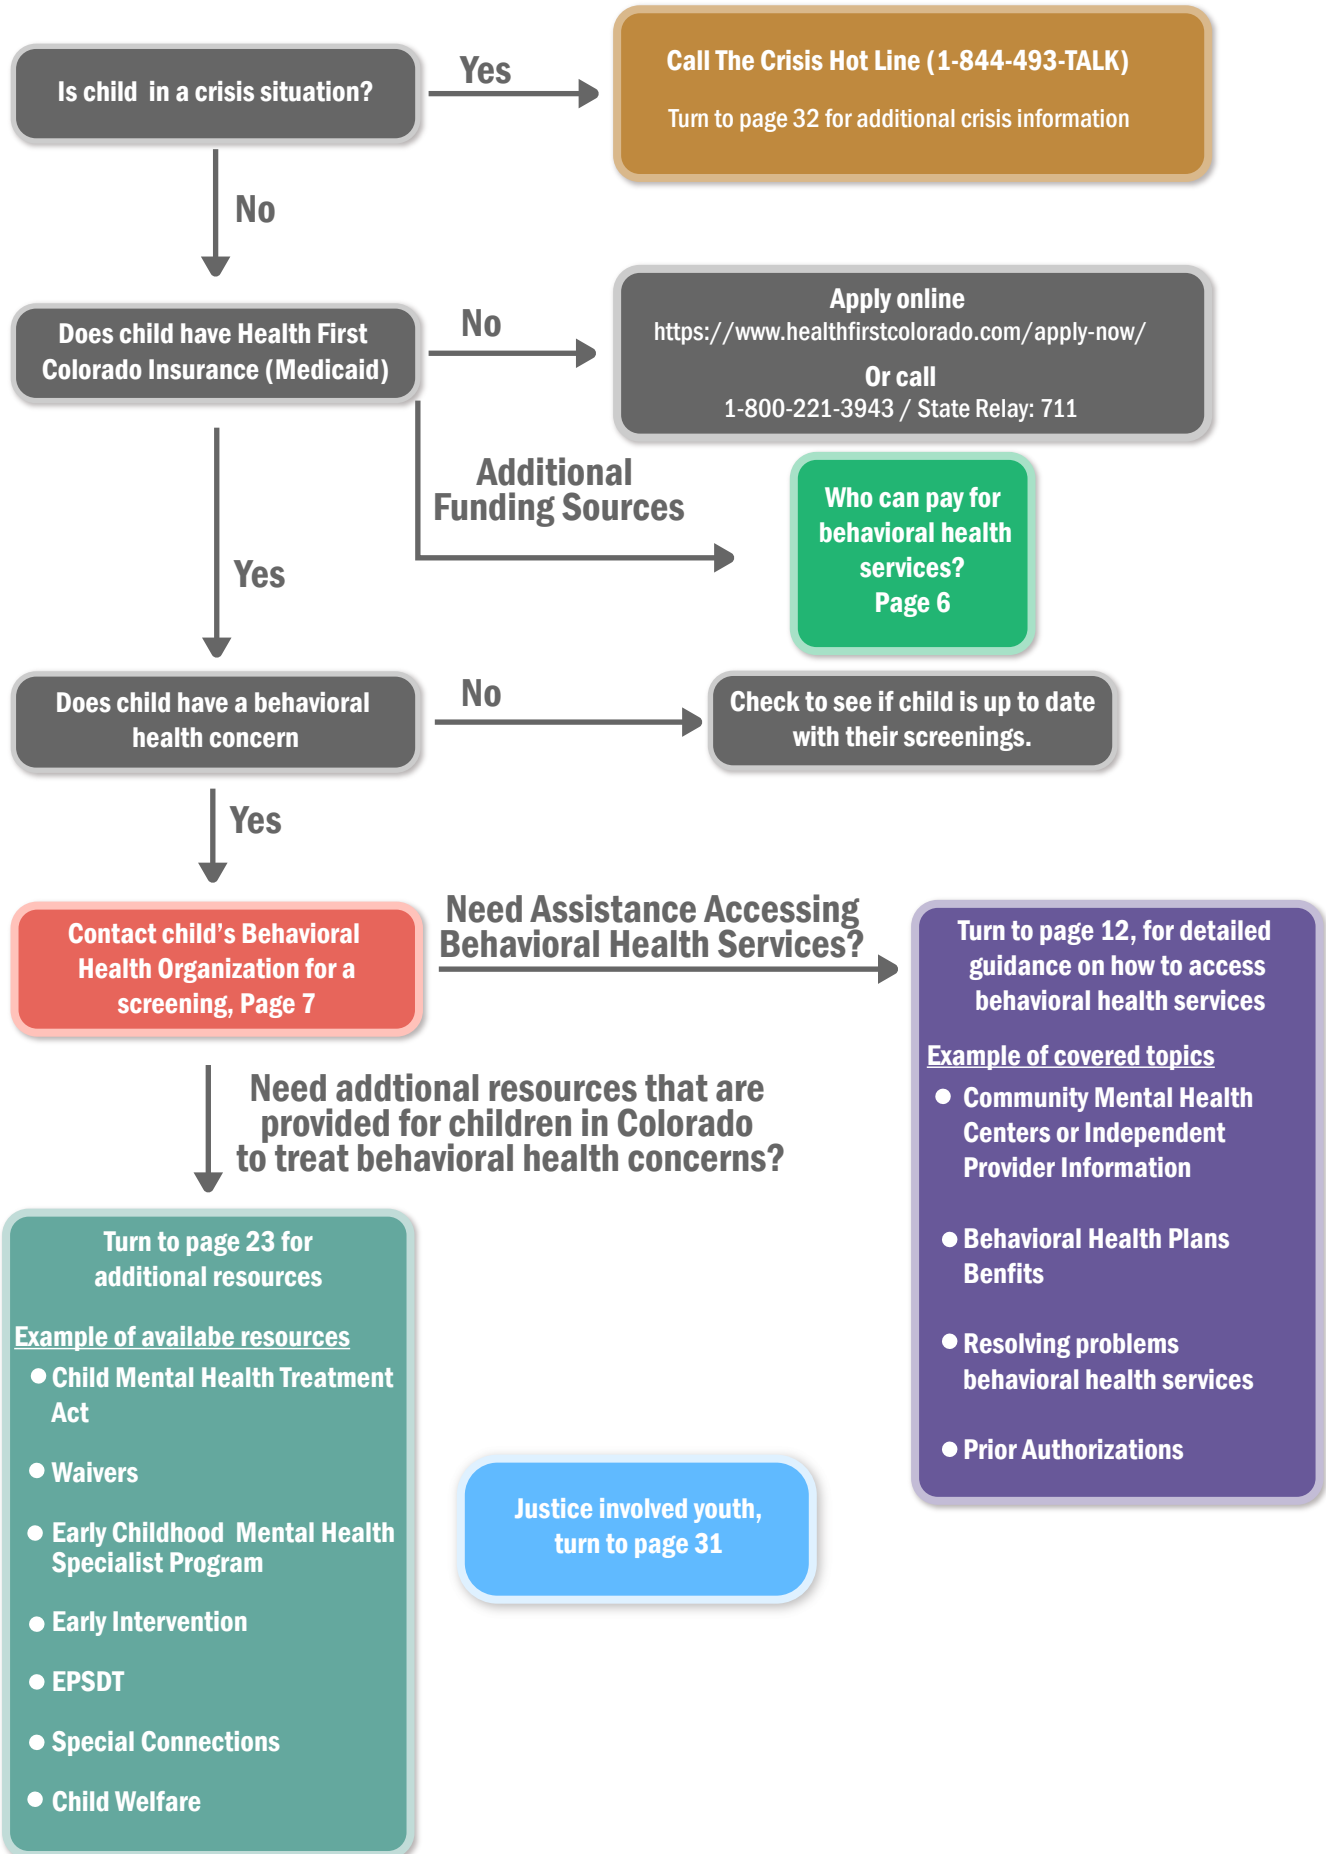 Is child in a crisis situation?
Yes
Call The Crisis Hot Line (1-844-493-TALK)
Turn to page 32 for additional crisis information
No
Does child have Health First
Colorado Insurance (Medicaid)
No
Apply online
https://www.healthfirstcolorado.com/apply-now/
Or call
1-800-221-3943 / State Relay: 711
Additional
Funding Sources
Who can pay for
behavioral health
services?
Page 6
Yes
Does child have a behavioral
health concern
No
Check to see if child is up to date
with their screenings.
Yes
Contact child’s Behavioral
Health Organization for a
screening, Page 7
Need Assistance Accessing
Behavioral Health Services?
Turn to page 12, for detailed
guidance on how to access
behavioral health services
Example of covered topics
● Community Mental Health
Centers or Independent
Provider Information
● Behavioral Health Plans
Benfits
● Resolving problems
behavioral health services
● Prior Authorizations
Need addtional resources that are
provided for children in Colorado
to treat behavioral health concerns?
Turn to page 23 for
additional resources
Example of availabe resources
● Child Mental Health Treatment
Act
● Waivers
● Early Childhood Mental Health
Specialist Program
● Early Intervention
● EPSDT
● Special Connections
● Child Welfare
Justice involved youth,
turn to page 31